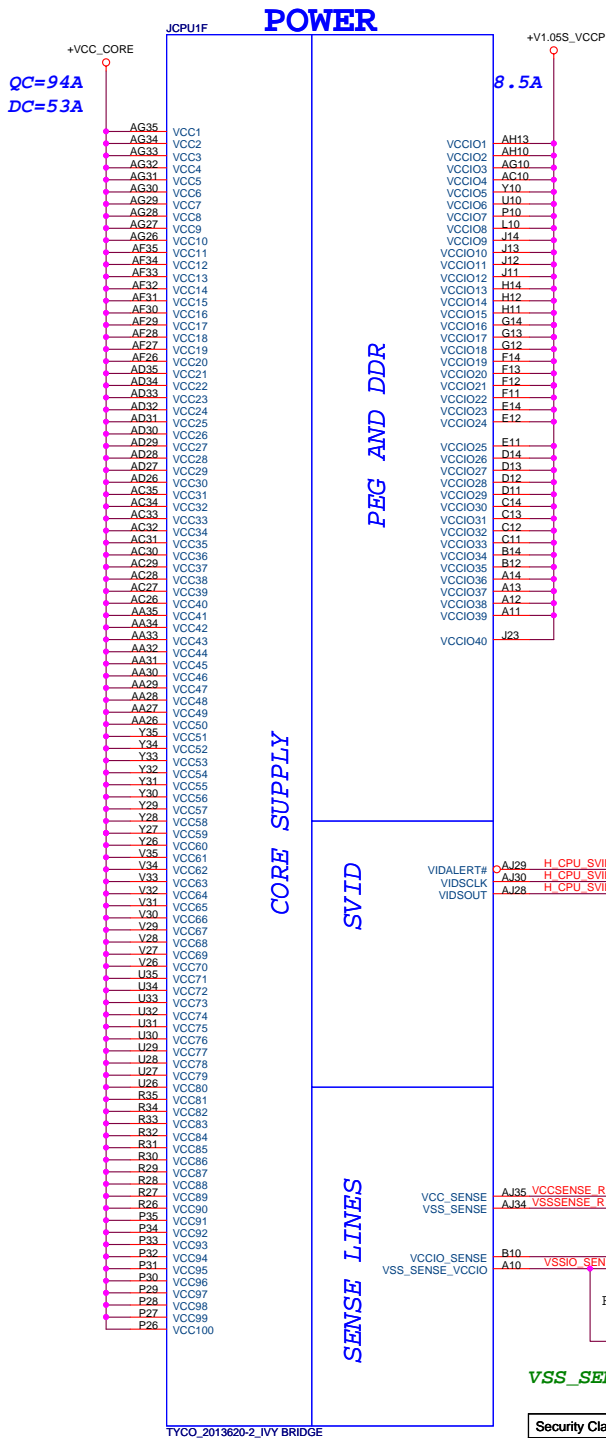 POWER
JCPU1F
+VCC_CORE
+V1.05S_VCCP
QC=94A
DC=53A
8.5A
AG35 VCC1
AG34 VCC2
AG33 VCC3
AG32 VCC4
AG31 VCC5
AG30 VCC6
AG29 VCC7
AG28 VCC8
AG27 VCC9
AG26 VCC10
AF35 VCC11
AF34 VCC12
AF33 VCC13
AF32 VCC14
AF31 VCC15
AF30 VCC16
AF29 VCC17
AF28 VCC18
AF27 VCC19
AF26 VCC20
AD35 VCC21
AD34 VCC22
AD33 VCC23
AD32 VCC24
AD31 VCC25
AD30 VCC26
AD29 VCC27
AD28 VCC28
AD27 VCC29
AD26 VCC30
AC35 VCC31
AC34 VCC32
AC33 VCC33
AC32 VCC34
AC31 VCC35
AC30 VCC36
AC29 VCC37
AC28 VCC38
AC27 VCC39
AC26 VCC40
AA35 VCC41
AA34 VCC42
AA33 VCC43
AA32 VCC44
AA31 VCC45
AA30 VCC46
AA29 VCC47
AA28 VCC48
AA27 VCC49
AA26 VCC50
Y35 VCC51
Y34 VCC52
Y33 VCC53
Y32 VCC54
Y31 VCC55
Y30 VCC56
Y29 VCC57
Y28 VCC58
Y27 VCC59
Y26 VCC60
V35 VCC61
V34 VCC62
V33 VCC63
V32 VCC64
V31 VCC65
V30 VCC66
V29 VCC67
V28 VCC68
V27 VCC69
V26 VCC70
U35 VCC71
U34 VCC72
U33 VCC73
U32 VCC74
U31 VCC75
U30 VCC76
U29 VCC77
U28 VCC78
U27 VCC79
U26 VCC80
R35 VCC81
R34 VCC82
R33 VCC83
R32 VCC84
R31 VCC85
R30 VCC86
R29 VCC87
R28 VCC88
R27 VCC89
R26 VCC90
P35 VCC91
P34 VCC92
P33 VCC93
P32 VCC94
P31 VCC95
P30 VCC96
P29 VCC97
P28 VCC98
P27 VCC99
P26 VCC100
CORE SUPPLY
PEG AND DDR
VCCIO1 AH13
VCCIO2 AH10
VCCIO3 AG10
VCCIO4 AC10
VCCIO5 Y10
VCCIO6 U10
VCCIO7 P10
VCCIO8 L10
VCCIO9 J14
VCCIO10 J13
VCCIO11 J12
VCCIO12 J11
VCCIO13 H14
VCCIO14 H12
VCCIO15 H11
VCCIO16 G14
VCCIO17 G13
VCCIO18 G12
VCCIO19 F14
VCCIO20 F13
VCCIO21 F12
VCCIO22 F11
VCCIO23 E14
VCCIO24 E12
VCCIO25 E11
VCCIO26 D14
VCCIO27 D13
VCCIO28 D12
VCCIO29 D11
VCCIO30 C14
VCCIO31 C13
VCCIO32 C12
VCCIO33 C11
VCCIO34 B14
VCCIO35 B12
VCCIO36 A14
VCCIO37 A13
VCCIO38 A12
VCCIO39 A11
VCCIO40 J23
SVID
VIDALERT# AJ29 H_CPU_SVI
VIDSCLK AJ30 H_CPU_SVI
VIDSOUT AJ28 H_CPU_SVI
SENSE LINES
VCC_SENSE AJ35 VCCSENSE_R
VSS_SENSE AJ34 VSSSENSE_R
VCCIO_SENSE B10
VSS_SENSE_VCCIO A10 VSSIO_SEN
VSS_SE
TYCO_2013620-2_IVY BRIDGE
Security Cla